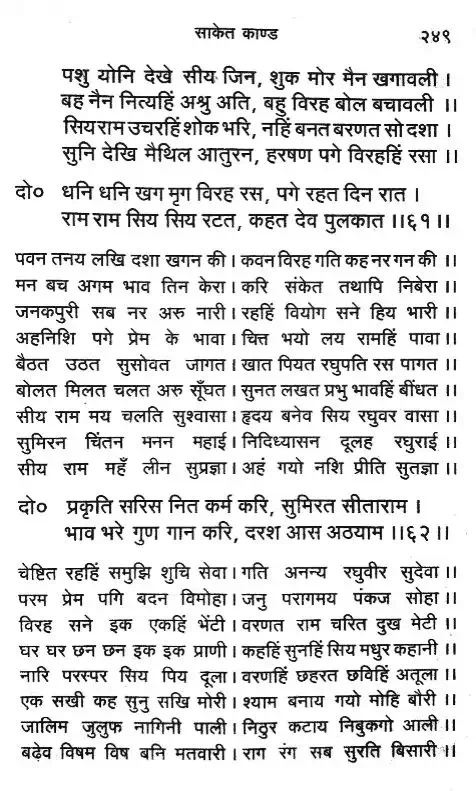 साकेत काण्ड २४९
पशु योनि देखे सीय जिन, शुक मोर मैन खगावली ।
बह नैन नित्यहिं अश्रु अति, बहु विरह बोल बचावली ।।
सियराम उचरहिं शोक भरि, नहिं बनत बरणत सो दशा ।
सुनि देखि मैथिल आतुरन, हरषण पगे विरहहिं रसा ।।
दो० धनि धनि खग मृग विरह रस, पगे रहत दिन रात ।
राम राम सिय सिय रटत, कहत देव पुलकात ।।६१।।
पवन तनय लखि दशा खगन की । कवन विरह गति कह नर गन की ।।
मन बच अगम भाव तिन केरा । करि संकेत तथापि निबेरा ।।
जनकपुरी सब नर अरु नारी । रहहिं वियोग सने हिय भारी ।।
अहनिशि पगे प्रेम के भावा । चित्त भयो लय रामहिं पावा ।।
बैठत उठत सुसोवत जागत । खात पियत रघुपति रस पागत ।।
बोलत मिलत चलत अरु सूँघत । सुनत लखत प्रभु भावहिं बींधत ।।
सीय राम मय चलति सुश्वासा । हृदय बनेव सिय रघुवर वासा ।।
सुमिरन चिंतन मनन महाई । निदिध्यासन दूलह रघुराई ।।
सीय राम महँ लीन सुप्रज्ञा । अहं गयो नशि प्रीति सुतज्ञा ।।
दो० प्रकृति सरिस नित कर्म करि, सुमिरत सीताराम ।
भाव भरे गुण गान करि, दरश आस अठयाम ।।६२।।
चेष्टित रहहिं समुझि शुचि सेवा । गति अनन्य रघुवीर सुदेवा ।।
परम प्रेम पगि बदन विमोहा । जनु परागमय पंकज सोहा ।।
विरह सने इक एकहिं भेंटी । वरणत राम चरित दुख मेटी ।।
घर घर छन छन इक इक प्राणी । कहहिं सुनहिं सिय मधुर कहानी ।।
नारि परस्पर सिय पिय दूला । वरणहिं छहरत छविहिं अतूला ।।
एक सखी कह सुनु सखि मोरी । श्याम बनाय गयो मोहि बौरी ।।
जालिम जुलुफ नागिनी पाली । निठुर कटाय निबुकगो आली ।।
बढ़ेव विषम विष बनि मतवारी । राग रंग सब सुरति बिसारी ।।